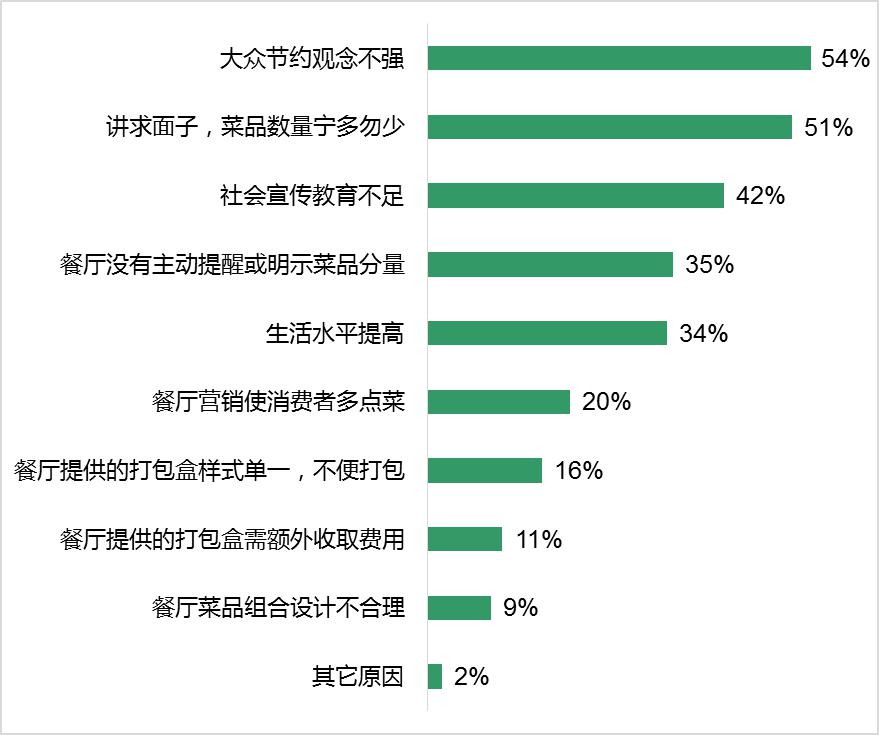 大众节约观念不强 54%
讲求面子，菜品数量宁多勿少 51%
社会宣传教育不足 42%
餐厅没有主动提醒或明示菜品分量 35%
生活水平提高 34%
餐厅营销使消费者多点菜 20%
餐厅提供的打包盒样式单一，不便打包 16%
餐厅提供的打包盒需额外收取费用 11%
餐厅菜品组合设计不合理 9%
其它原因 2%